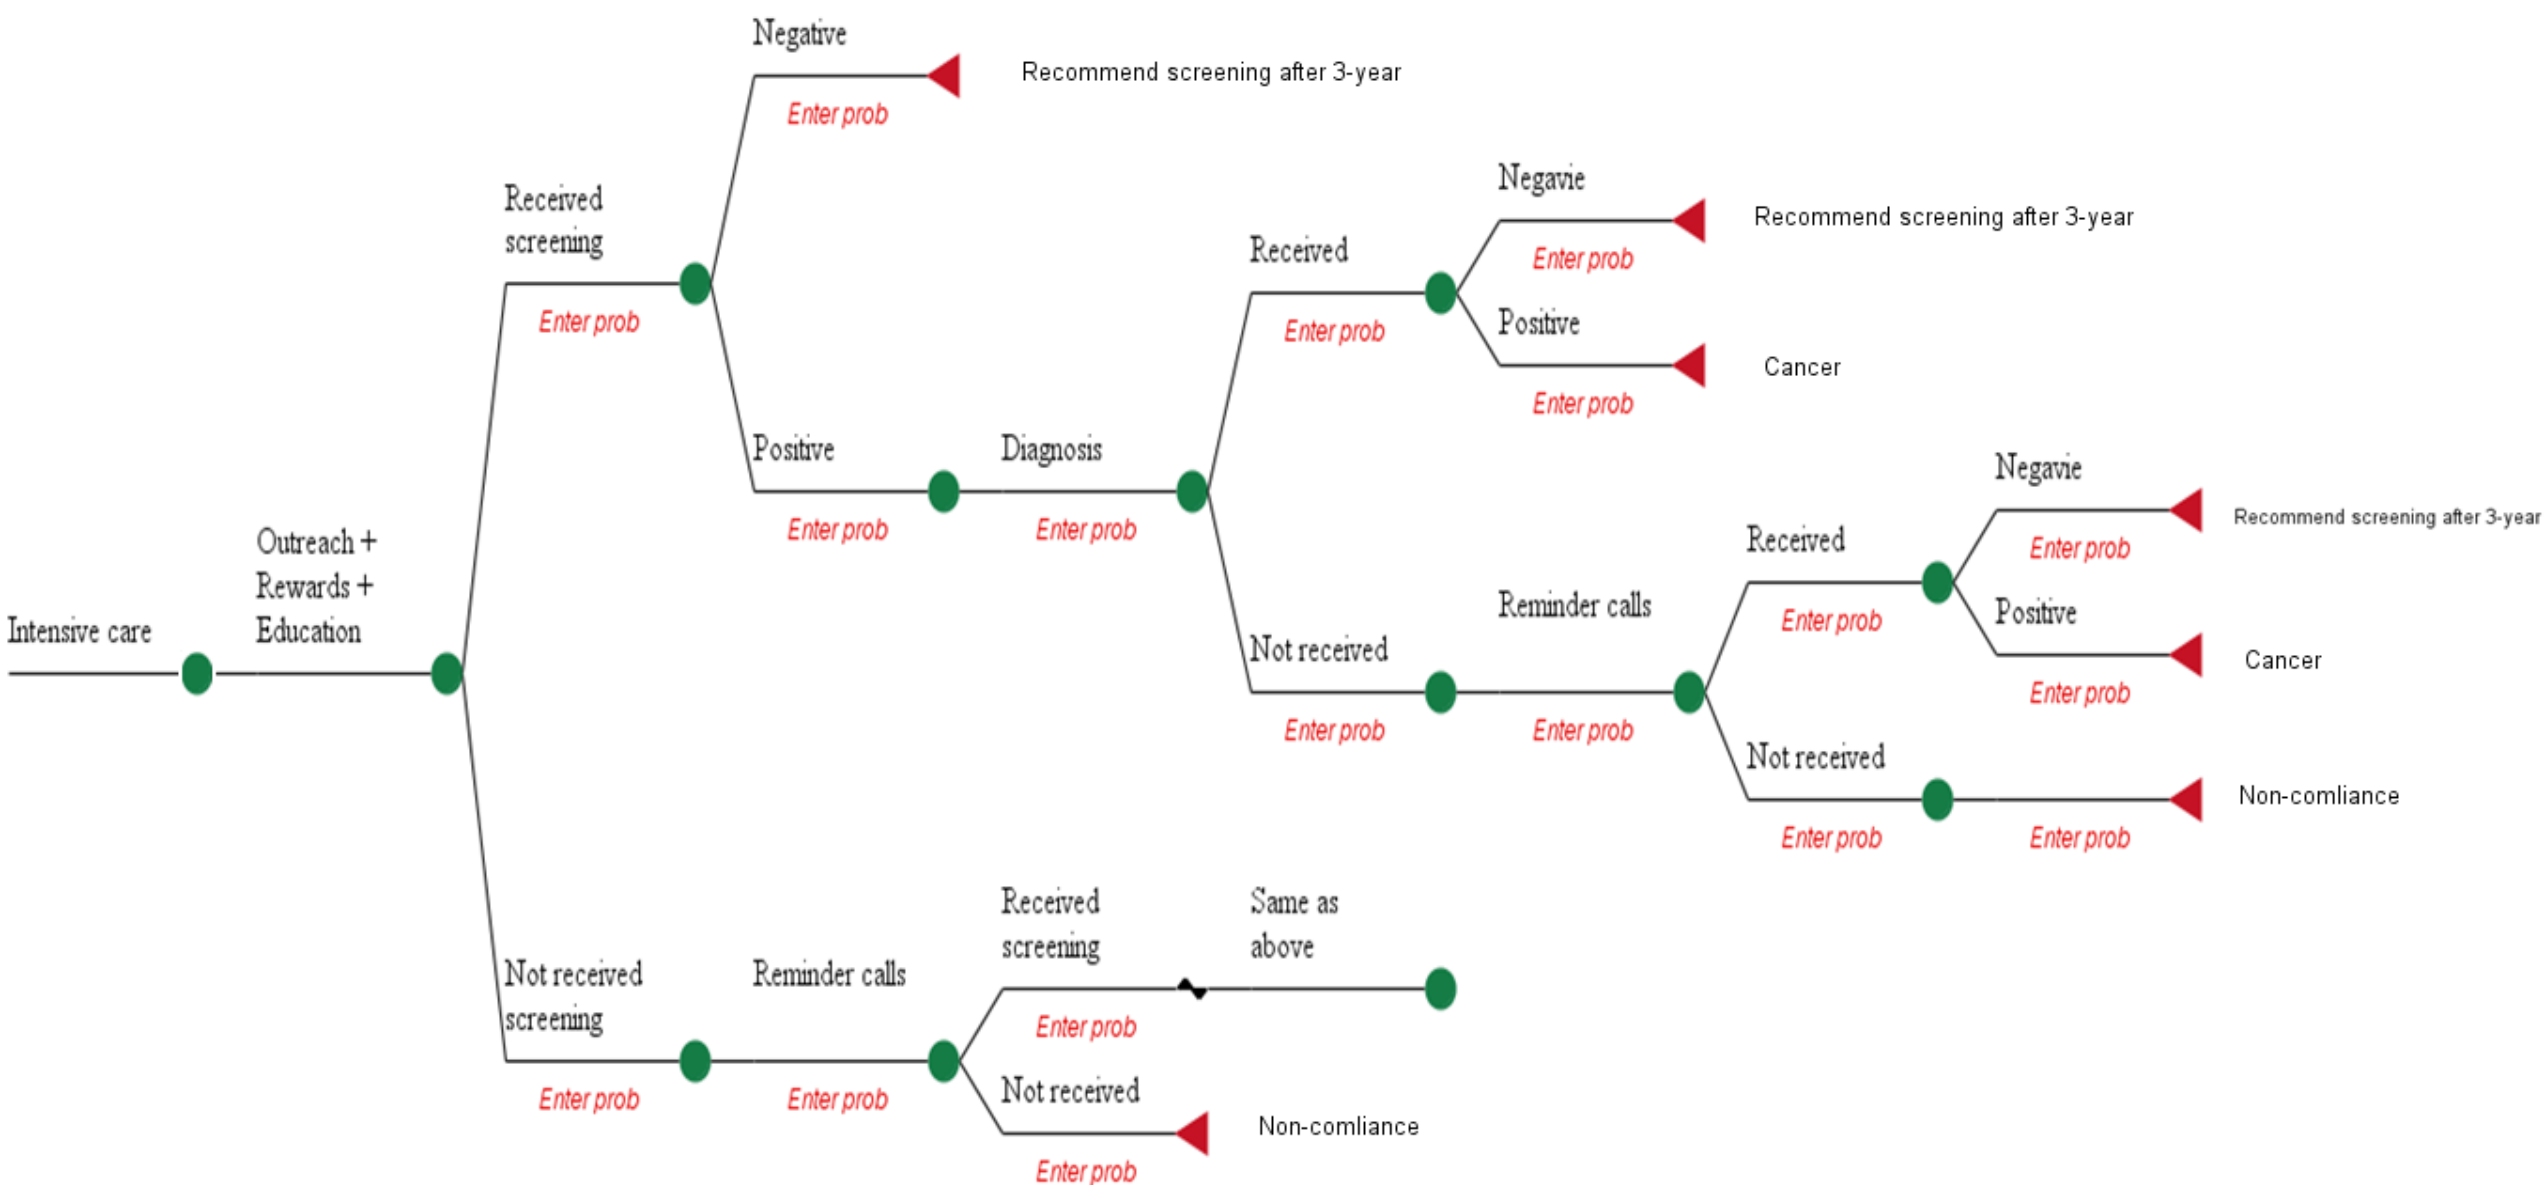 Negative
Enter prob
Recommend screening after 3-year
Received
screening
Enter prob
Negavie
Enter prob
Recommend screening after 3-year
Received
Enter prob
Positive
Enter prob
Cancer
Positive
Enter prob
Diagnosis
Enter prob
Negavie
Enter prob
Recommend screening after 3-year
Received
Enter prob
Positive
Enter prob
Cancer
Outreach +
Rewards +
Education
Intensive care
Not received
Enter prob
Reminder calls
Enter prob
Not received
Enter prob
Enter prob
Non-comliance
Received
screening
Enter prob
Same as
above
Not received
screening
Enter prob
Reminder calls
Enter prob
Not received
Enter prob
Non-comliance